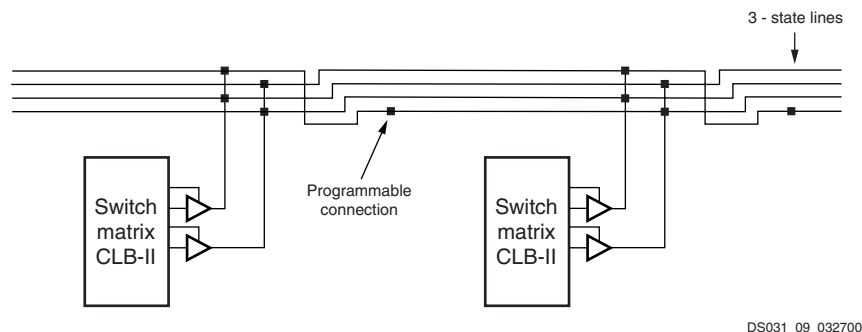 3 - state lines
Programmable
connection
Switch
matrix
CLB-II
Switch
matrix
CLB-II
DS031_09_032700